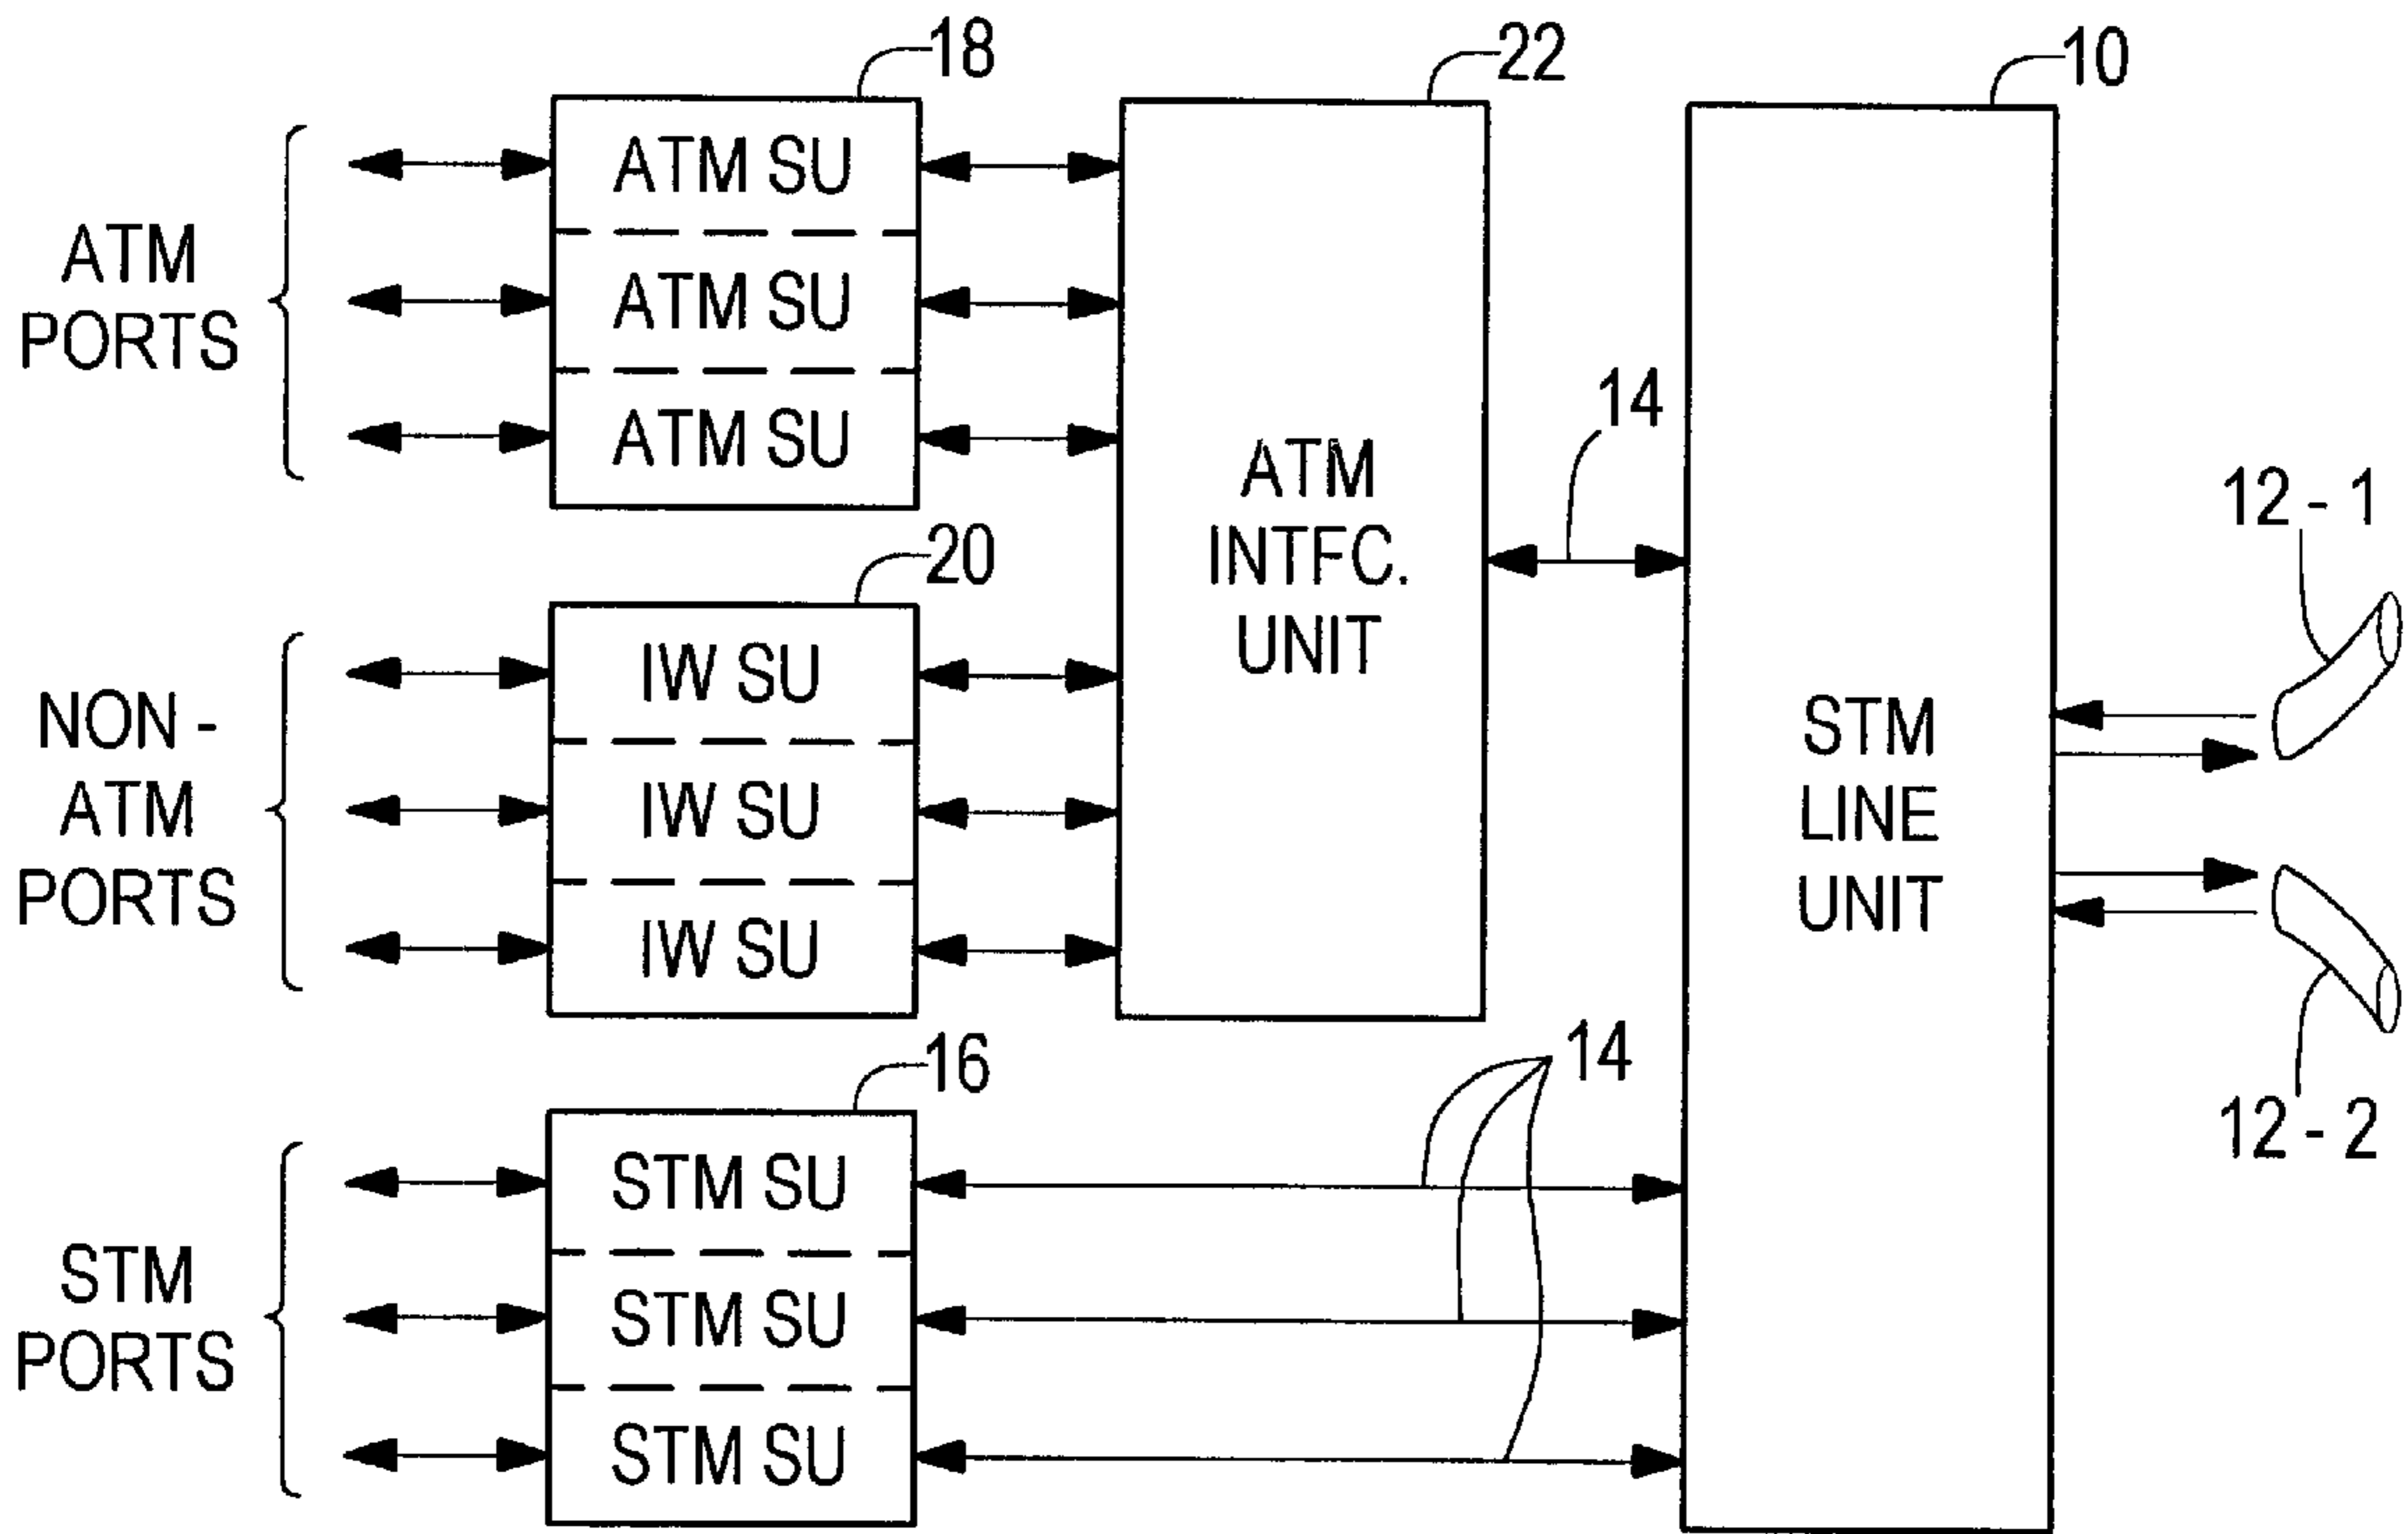 18
22
10
ATM SU
ATM SU
ATM SU
ATM
PORTS
14
ATM
INTFC.
UNIT
12 - 1
20
IW SU
IW SU
IW SU
NON -
ATM
PORTS
STM
LINE
UNIT
16
14
12 - 2
STM SU
STM SU
STM SU
STM
PORTS